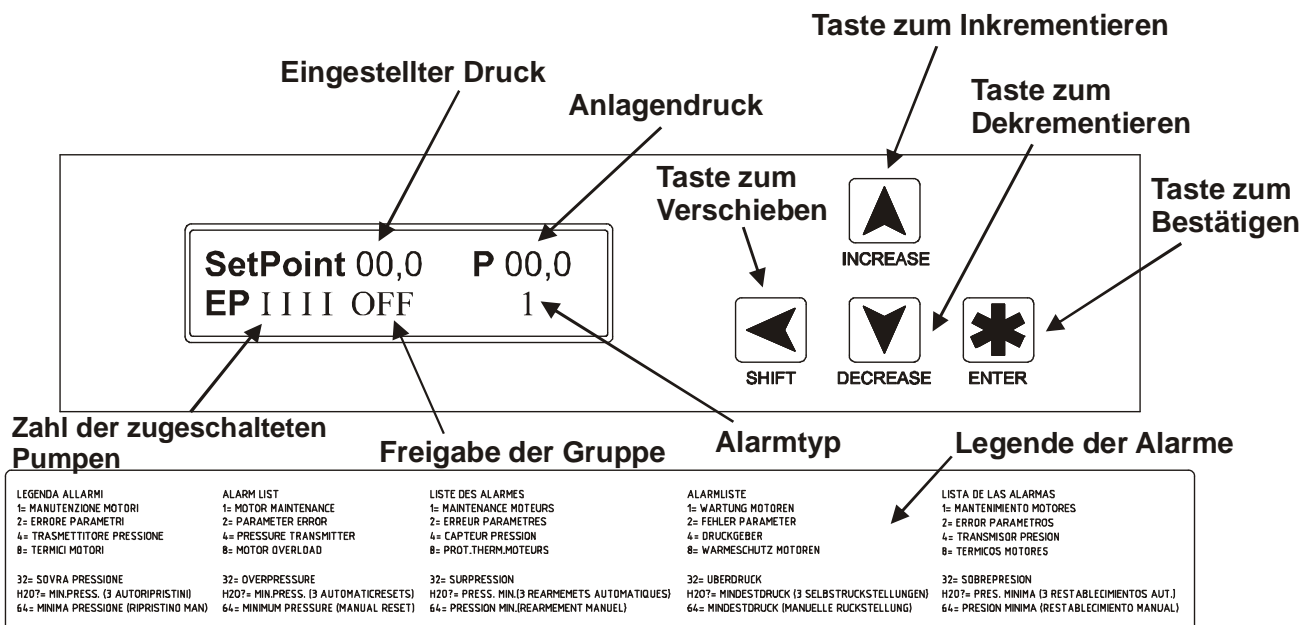 Taste zum Inkrementieren
Eingestellter Druck
Anlagendruck
Taste zum
Dekrementieren
Taste zum
Verschieben
Taste zum
Bestätigen
SetPoint 00,0 P 00,0
EP I I I I OFF 1
INCREASE
SHIFT DECREASE ENTER
Zahl der zugeschalteten
Pumpen
Freigabe der Gruppe
Alarmtyp
Legende der Alarme
LEGENDA ALLARMI
1= MANUTENZIONE MOTORI
2= ERRORE PARAMETRI
4= TRASMETTITORE PRESSIONE
8= TERMICI MOTORI
32= SOVRA PRESSIONE
H2O?= MIN.PRESS. (3 AUTORIPRISTINI)
64= MINIMA PRESSIONE (RIPRISTINO MAN)
ALARM LIST
1= MOTOR MAINTENANCE
2= PARAMETER ERROR
4= PRESSURE TRANSMITTER
8= MOTOR OVERLOAD
32= OVERPRESSURE
H2O?= MIN.PRESS. (3 AUTOMATICRESETS)
64= MINIMUM PRESSURE (MANUAL RESET)
LISTE DES ALARMES
1= MAINTENANCE MOTEURS
2= ERREUR PARAMETRES
4= CAPTEUR PRESSION
8= PROT.THERM.MOTEURS
32= SURPRESSION
H2O?= PRESS. MIN.(3 REARMEMETS AUTOMATIQUES)
64= PRESSION MIN.(REARMEMENT MANUEL)
ALARMLISTE
1= WARTUNG MOTOREN
2= FEHLER PARAMETER
4= DRUCKGEBER
8= WARMESCHUTZ MOTOREN
32= UBERDRUCK
H2O?= MINDESTDRUCK (3 SELBSTRUCKSTELLUNGEN)
64= MINDESTDRUCK (MANUELLE RUCKSTELLUNG)
LISTA DE LAS ALARMAS
1= MANTENIMIENTO MOTORES
2= ERROR PARAMETROS
4= TRANSMISOR PRESION
8= TERMICOS MOTORES
32= SOBREPRESION
H2O?= PRES. MINIMA (3 RESTABLECIMIENTOS AUT.)
64= PRESION MINIMA (RESTABLECIMIENTO MANUAL)